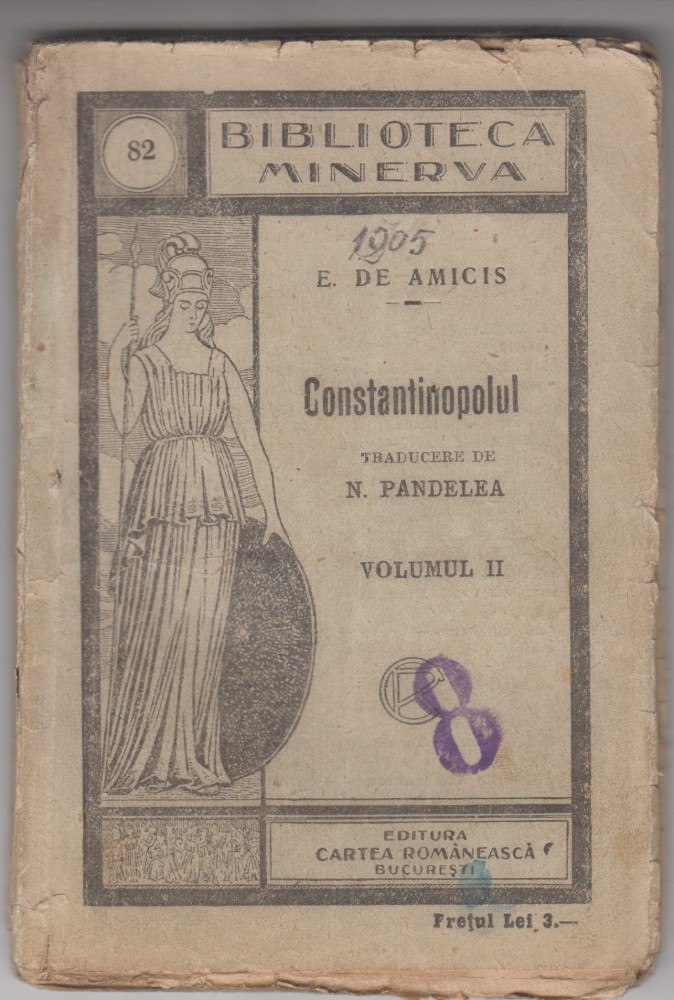 82
BIBLIOTECA
MINERVA
1905
E. DE AMICIS
Constantinopolul
TRADUCERE DE
N. PANDELEA
VOLUMUL II
8
EDITURA
CARTEA ROMÂNEASCĂ
BUCUREȘTI
Prețul Lei 3.—